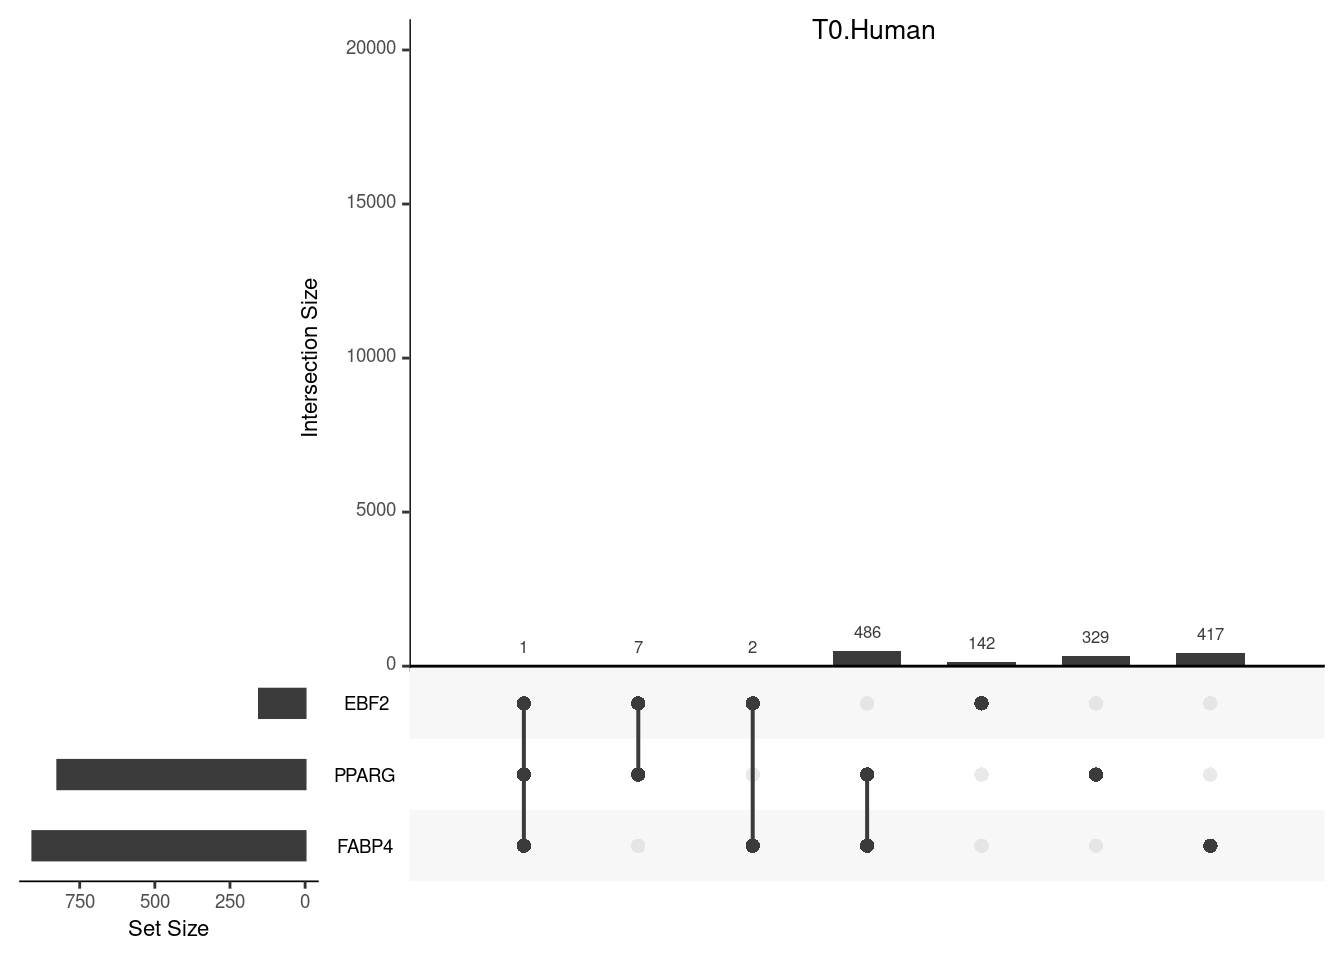 T0.Human
20000
15000
10000
5000
0
Intersection Size
1 7 2 486 142 329 417
EBF2
PPARG
FABP4
750 500 250 0
Set Size